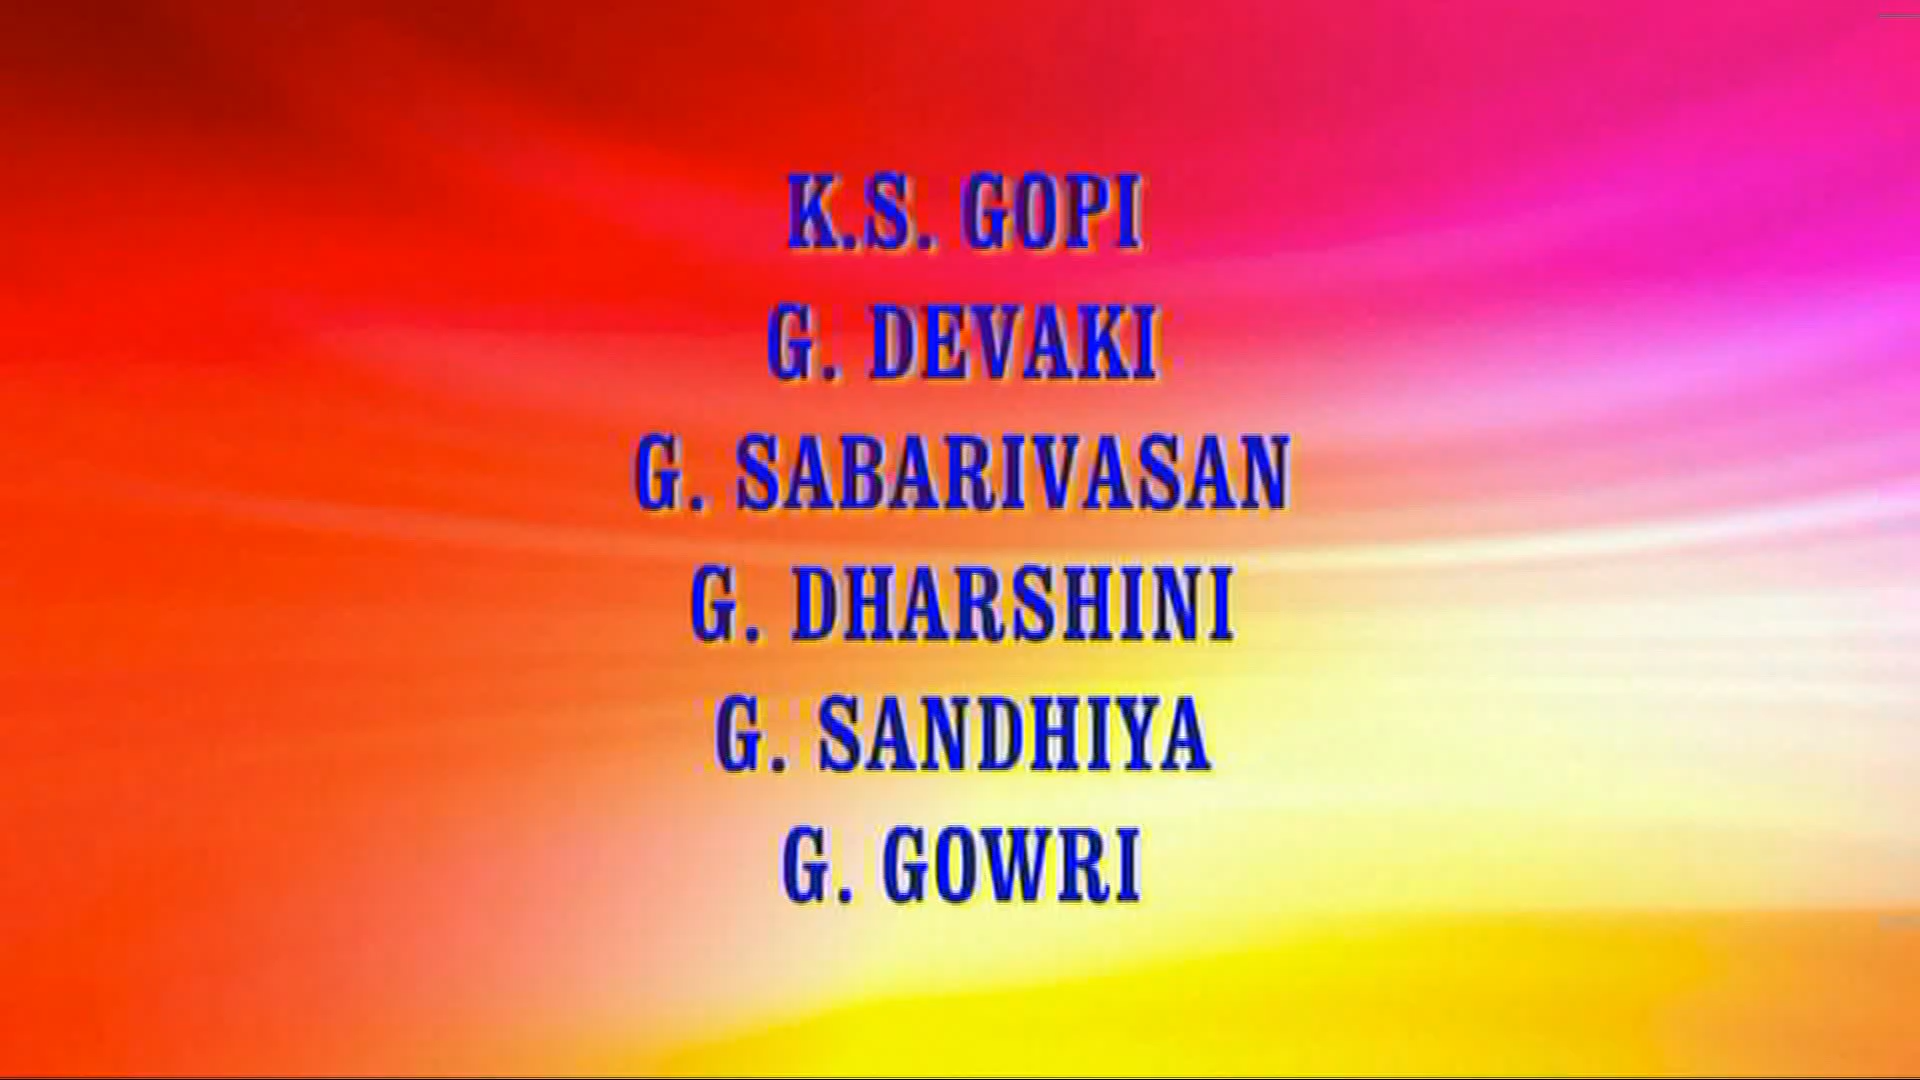 K.S. GOPI
G. DEVAKI
G. SABARIVASAN
G. DHARSHINI
G. SANDHIYA
G. GOWRI